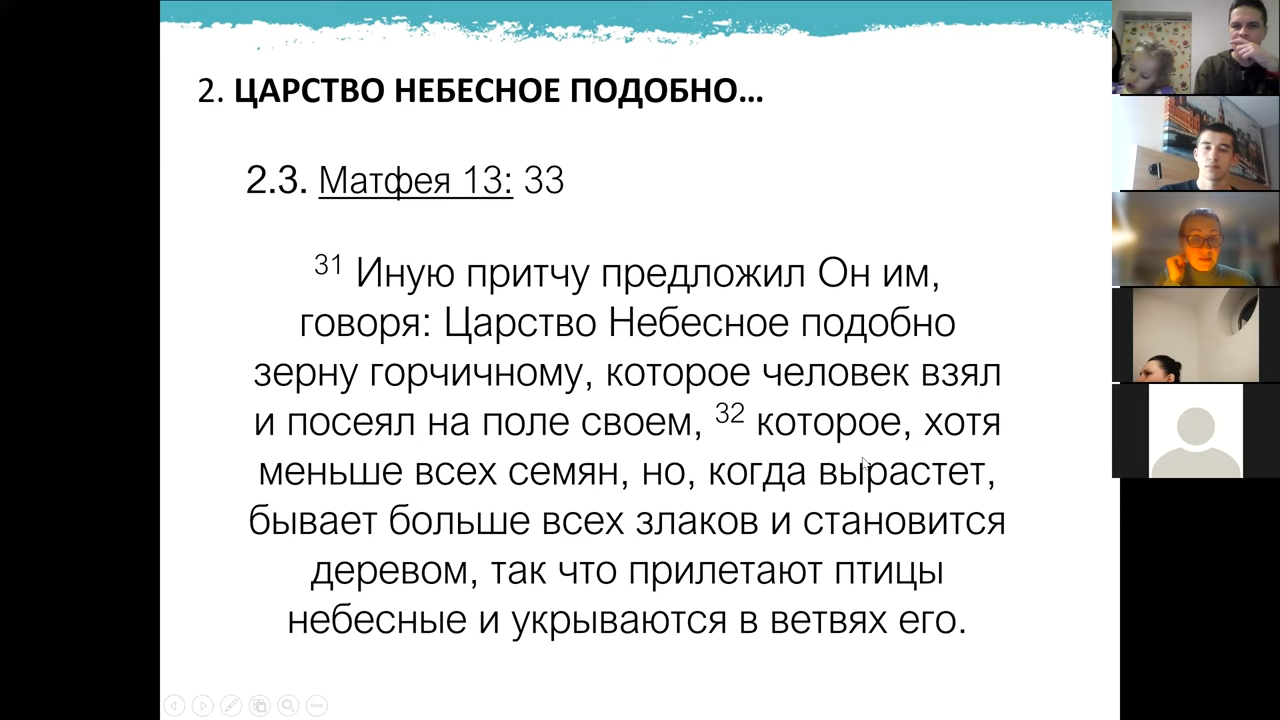 2. ЦАРСТВО НЕБЕСНОЕ ПОДОБНО...
2.3. Матфея 13: 33
31 Иную притчу предложил Он им,
говоря: Царство Небесное подобно
зерну горчичному, которое человек взял
и посеял на поле своем, 32 которое, хотя
меньше всех семян, но, когда вырастет,
бывает больше всех злаков и становится
деревом, так что прилетают птицы
небесные и укрываются в ветвях его.